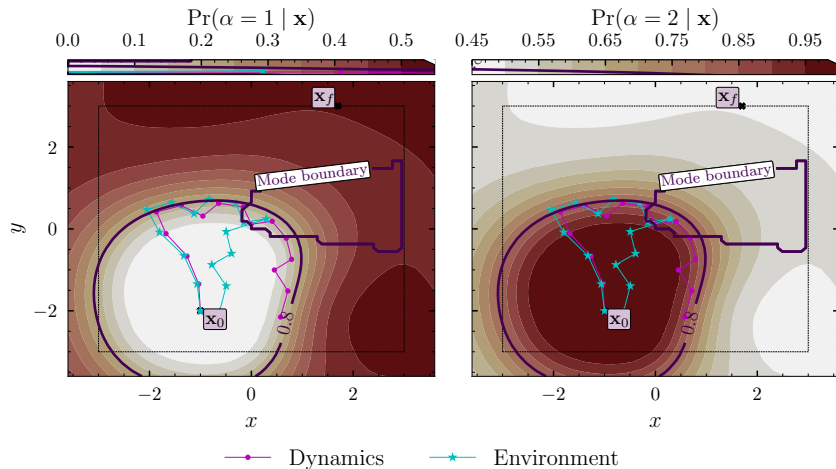 Pr(α = 1 | x)
Pr(α = 2 | x)
0.0 0.1 0.2 0.3 0.4 0.5
0.45 0.55 0.65 0.75 0.85 0.95
x_f
x_f
Mode boundary
Mode boundary
y
2
0
−2
x_0
0.8
x_0
0.8
−2 0 2
−2 0 2
x
x
Dynamics
Environment